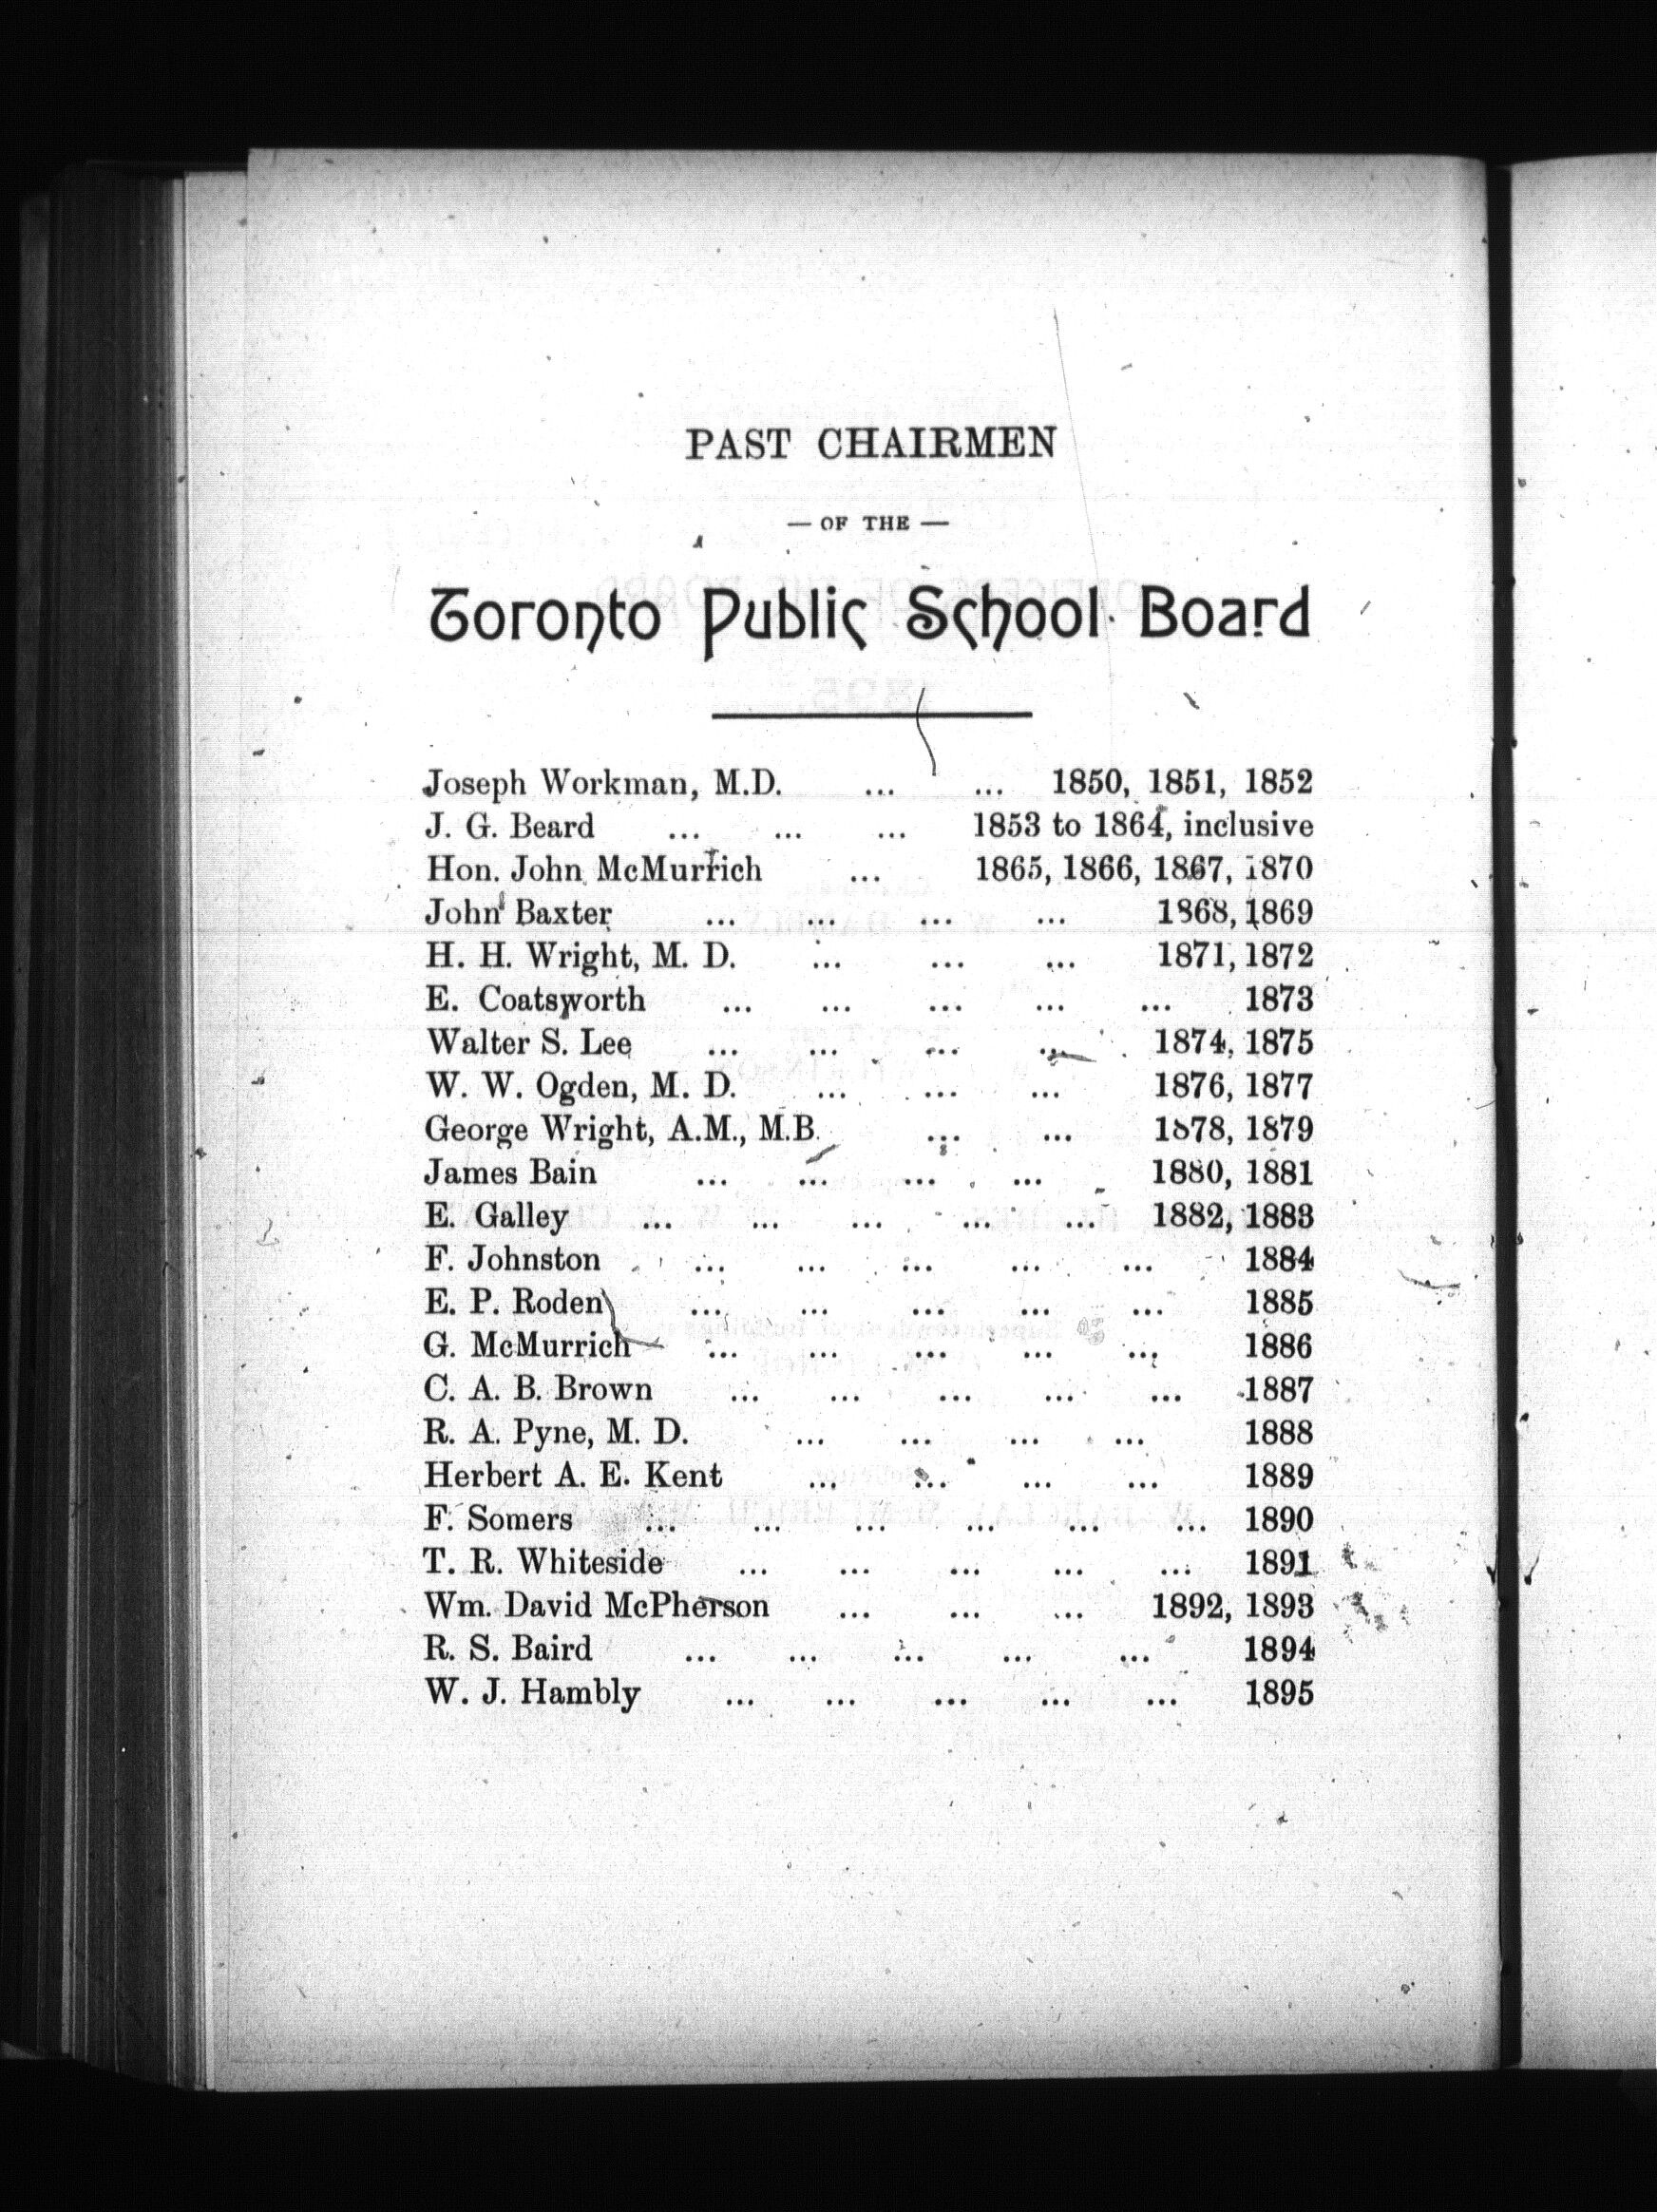 PAST CHAIRMEN
— OF THE —
Toronto Public School Board
Joseph Workman, M.D. ... ... 1850, 1851, 1852
J. G. Beard ... ... ... 1853 to 1864, inclusive
Hon. John McMurrich ... 1865, 1866, 1867, 1870
John Baxter ... ... ... ... 1868, 1869
H. H. Wright, M. D. ... ... ... 1871, 1872
E. Coatsworth ... ... ... ... ... 1873
Walter S. Lee ... ... ... ... 1874, 1875
W. W. Ogden, M. D. ... ... ... 1876, 1877
George Wright, A.M., M.B. ... ... 1878, 1879
James Bain ... ... ... ... 1880, 1881
E. Galley ... ... ... ... ... 1882, 1883
F. Johnston ... ... ... ... ... 1884
E. P. Roden ... ... ... ... ... 1885
G. McMurrich ... ... ... ... ... 1886
C. A. B. Brown ... ... ... ... ... 1887
R. A. Pyne, M. D. ... ... ... ... 1888
Herbert A. E. Kent ... ... ... ... 1889
F. Somers ... ... ... ... ... ... 1890
T. R. Whiteside ... ... ... ... ... 1891
Wm. David McPherson ... ... ... 1892, 1893
R. S. Baird ... ... ... ... ... 1894
W. J. Hambly ... ... ... ... ... 1895